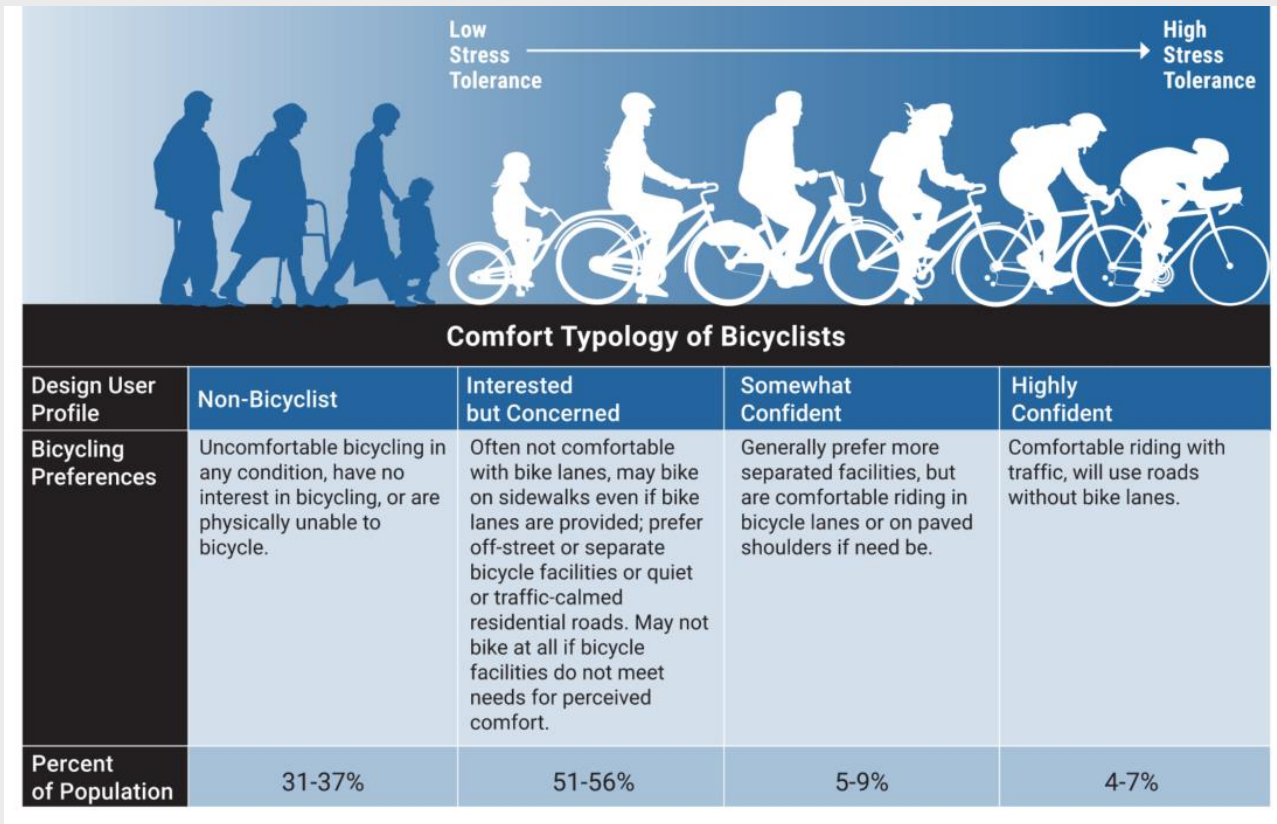 Low
Stress
Tolerance
High
Stress
Tolerance
Comfort Typology of Bicyclists
Design User
Profile
Non-Bicyclist
Interested
but Concerned
Somewhat
Confident
Highly
Confident
Bicycling
Preferences
Uncomfortable bicycling in
any condition, have no
interest in bicycling, or are
physically unable to
bicycle.
Often not comfortable
with bike lanes, may bike
on sidewalks even if bike
lanes are provided; prefer
off-street or separate
bicycle facilities or quiet
or traffic-calmed
residential roads. May not
bike at all if bicycle
facilities do not meet
needs for perceived
comfort.
Generally prefer more
separated facilities, but
are comfortable riding in
bicycle lanes or on paved
shoulders if need be.
Comfortable riding with
traffic, will use roads
without bike lanes.
Percent
of Population
31-37%
51-56%
5-9%
4-7%